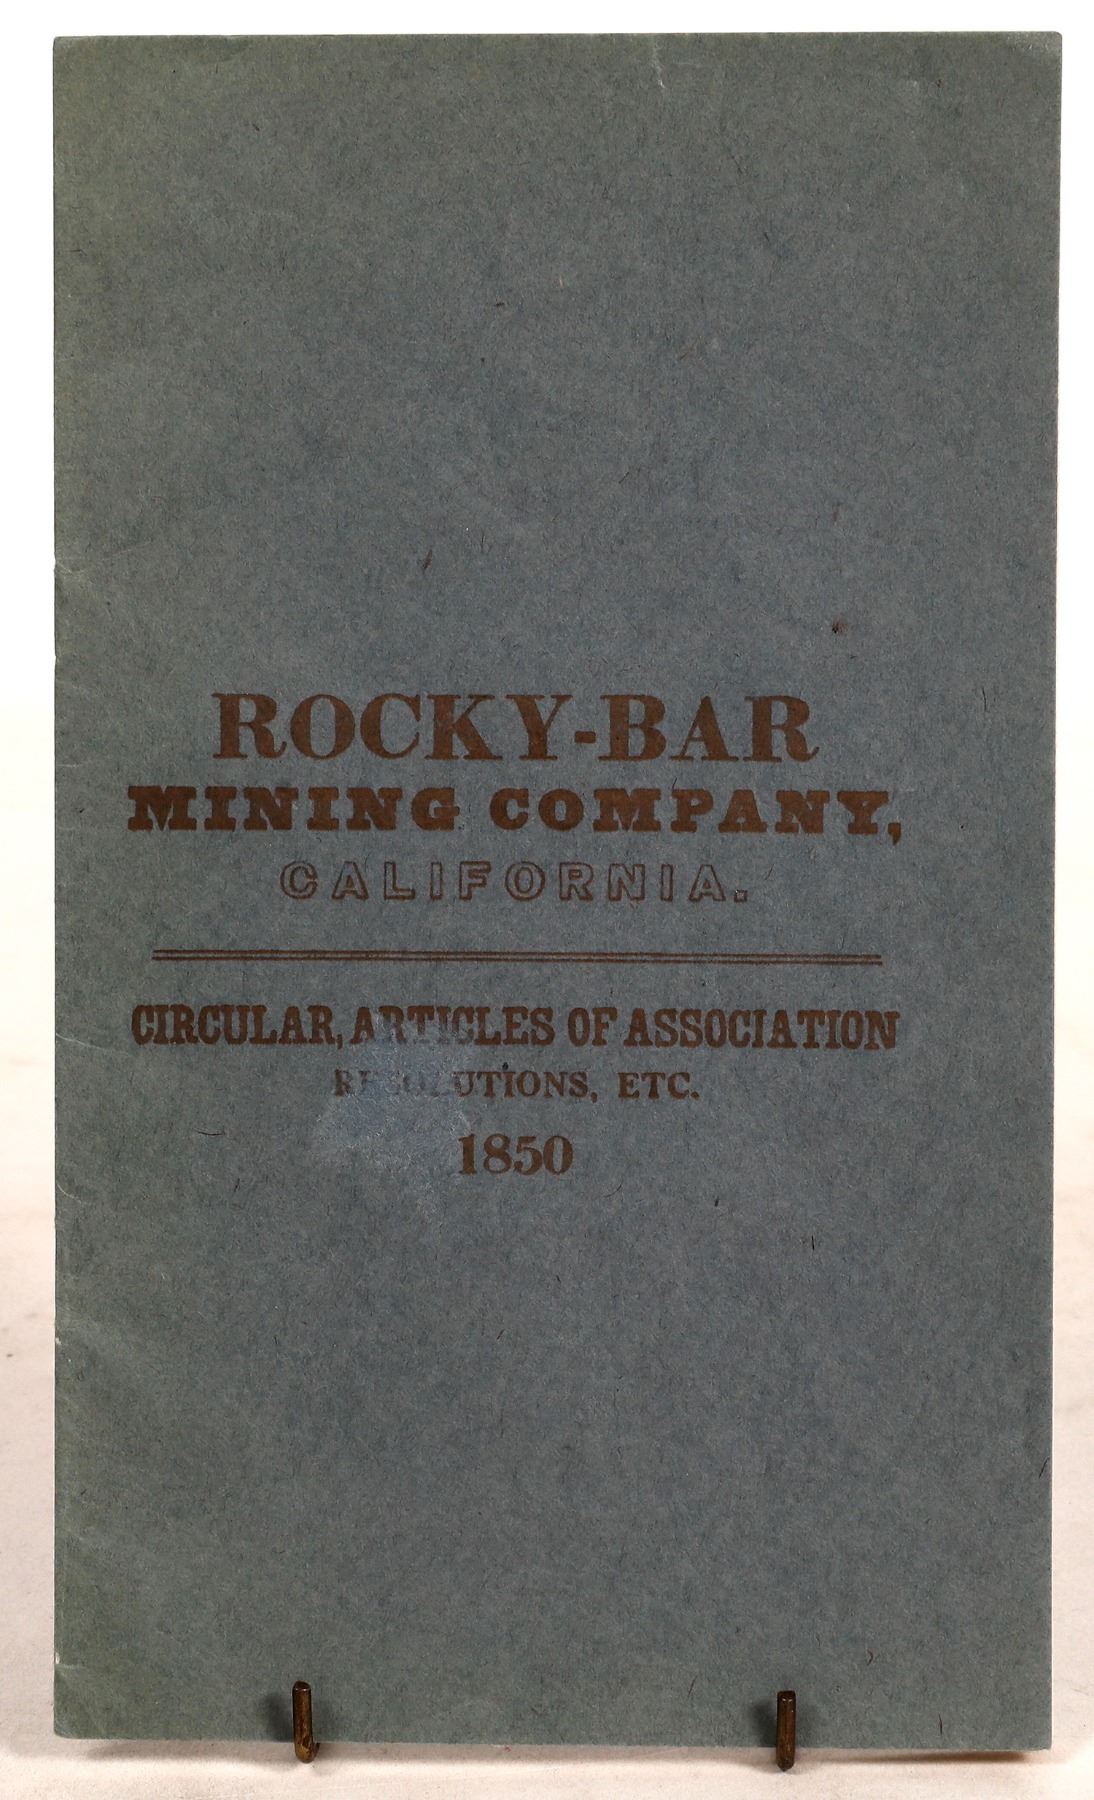 ROCKY-BAR
MINING COMPANY,
CALIFORNIA.
CIRCULAR, ARTICLES OF ASSOCIATION
RESOLUTIONS, ETC.
1850